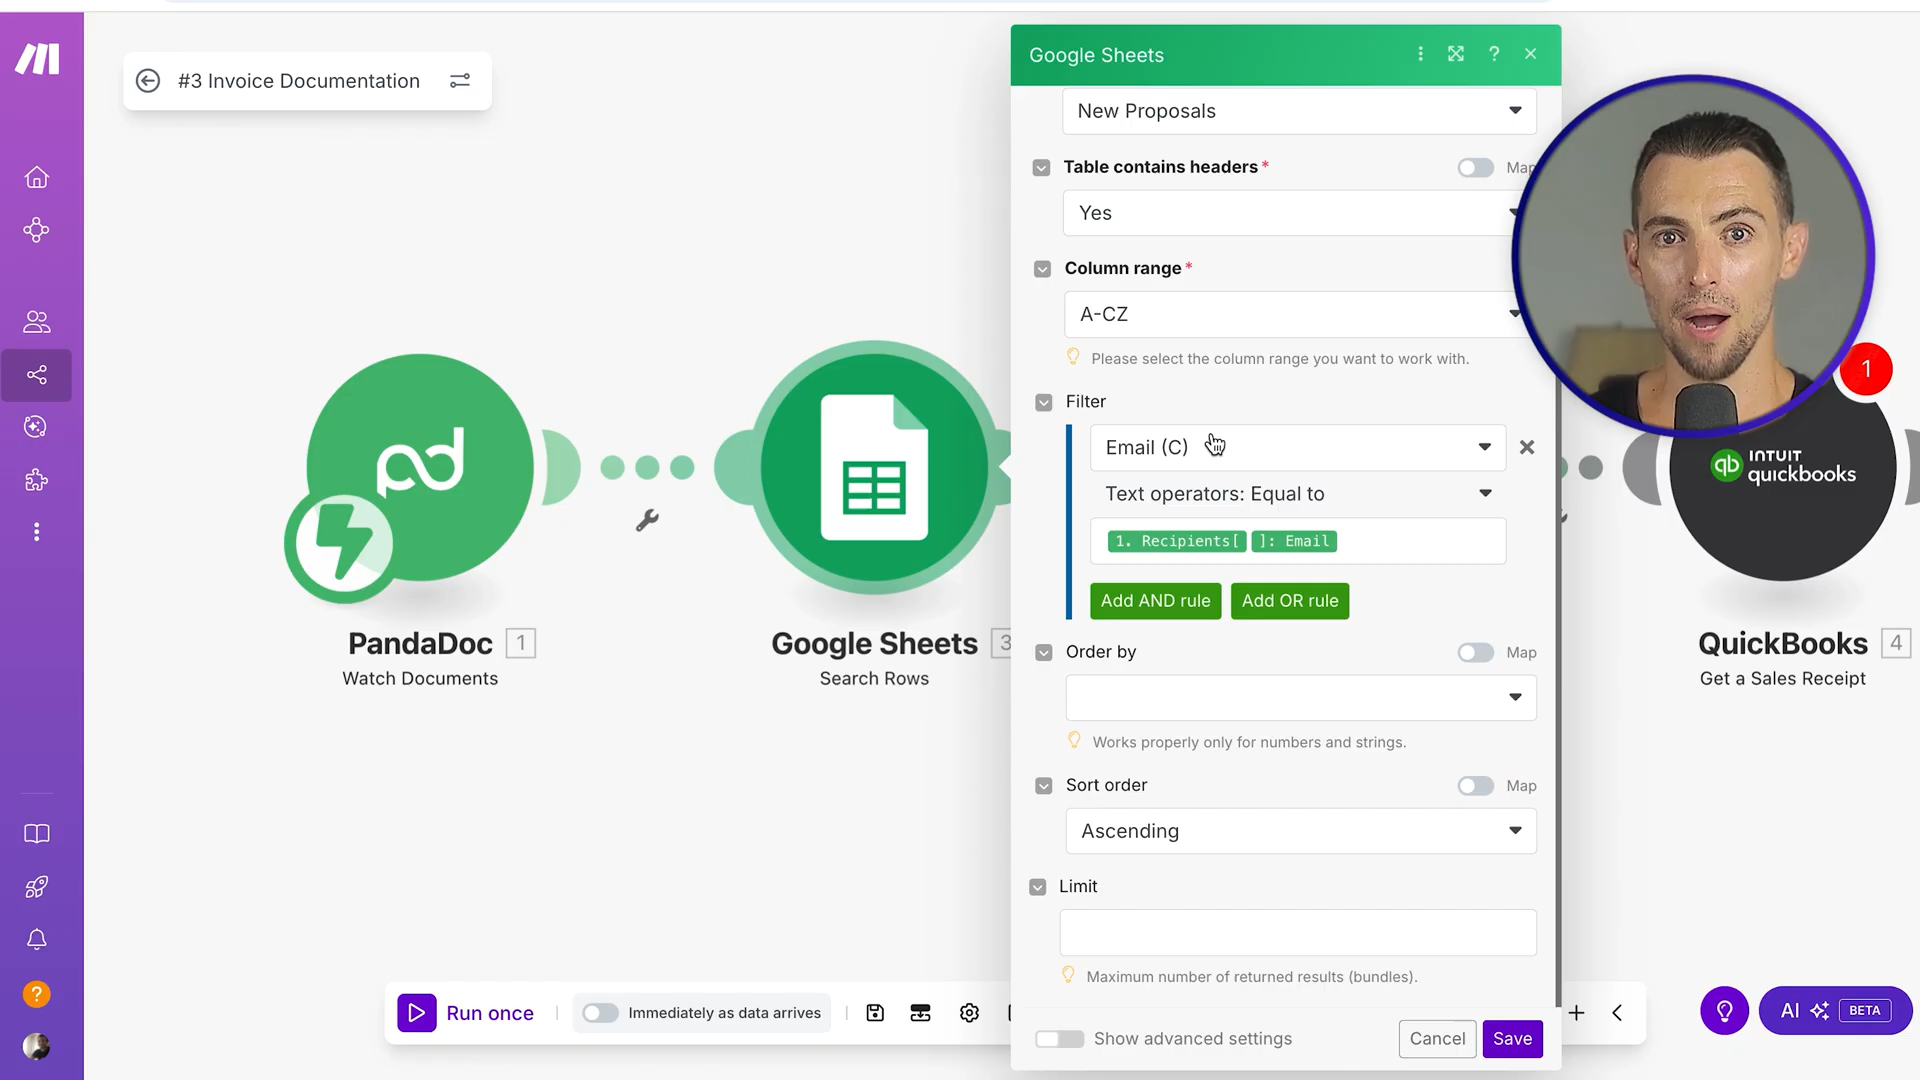 #3 Invoice Documentation
Google Sheets
?
New Proposals
Table contains headers *
Map
Yes
Column range *
A-CZ
Please select the column range you want to work with.
Filter
Email (C)
Text operators: Equal to
1. Recipients[ ]: Email
Add AND rule
Add OR rule
Order by
Map
Works properly only for numbers and strings.
Sort order
Map
Ascending
Limit
Maximum number of returned results (bundles).
Show advanced settings
Cancel
Save
pd
PandaDoc 1
Watch Documents
Google Sheets 3
Search Rows
1
qb INTUIT
quickbooks
QuickBooks 4
Get a Sales Receipt
Run once
Immediately as data arrives
AI BETA
?